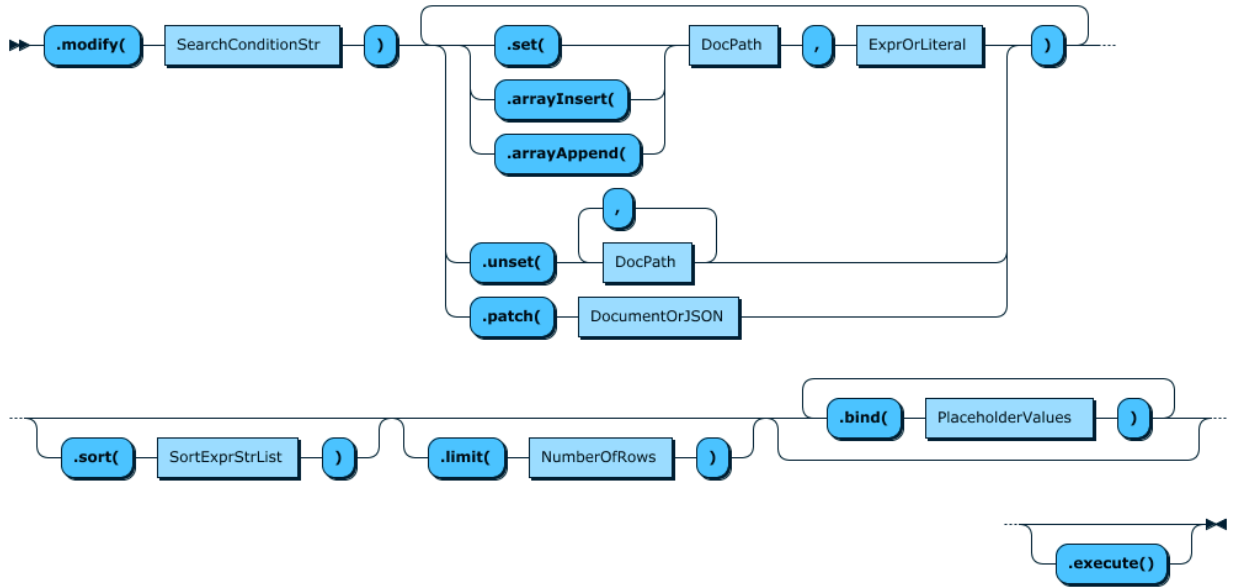 .modify( SearchConditionStr ) .set( DocPath , ExprOrLiteral )
.arrayInsert(
.arrayAppend(
,
.unset( DocPath
.patch( DocumentOrJSON
.bind( PlaceholderValues )
.sort( SortExprStrList ) .limit( NumberOfRows )
.execute()